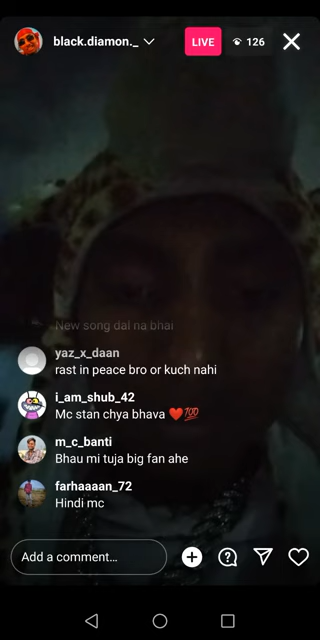 black.diamon._
LIVE
126
New song dal na bhai
yaz_x_daan
rast in peace bro or kuch nahi
i_am_shub_42
Mc stan chya bhava ❤️💯
m_c_banti
Bhau mi tuja big fan ahe
farhaaaan_72
Hindi mc
Add a comment...